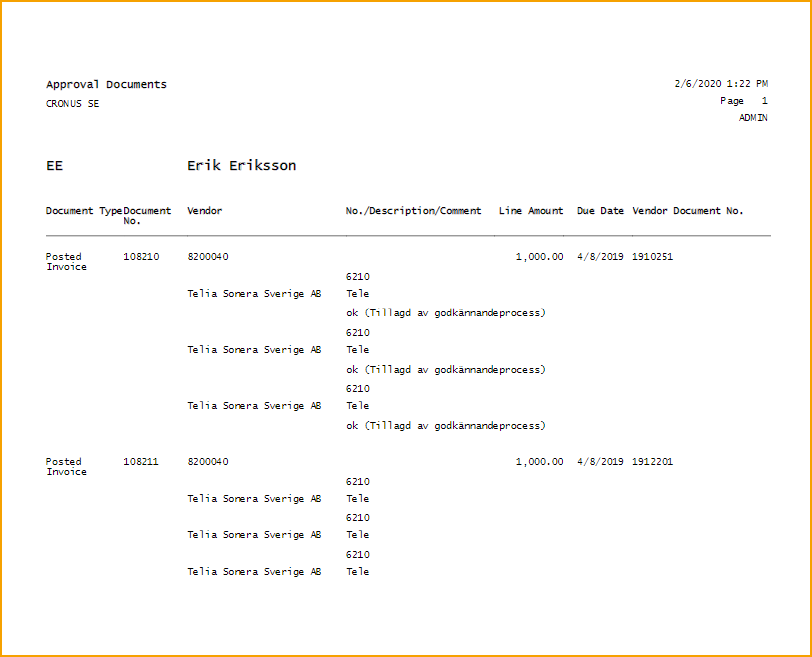 Approval Documents 2/6/2020 1:22 PM
CRONUS SE Page 1
ADMIN
EE Erik Eriksson
Document Type Document No. Vendor No./Description/Comment Line Amount Due Date Vendor Document No.
Posted Invoice 108210 8200040 1,000.00 4/8/2019 1910251
6210
Telia Sonera Sverige AB Tele
ok (Tillagd av godkännandeprocess)
6210
Telia Sonera Sverige AB Tele
ok (Tillagd av godkännandeprocess)
6210
Telia Sonera Sverige AB Tele
ok (Tillagd av godkännandeprocess)
Posted Invoice 108211 8200040 1,000.00 4/8/2019 1912201
6210
Telia Sonera Sverige AB Tele
6210
Telia Sonera Sverige AB Tele
6210
Telia Sonera Sverige AB Tele